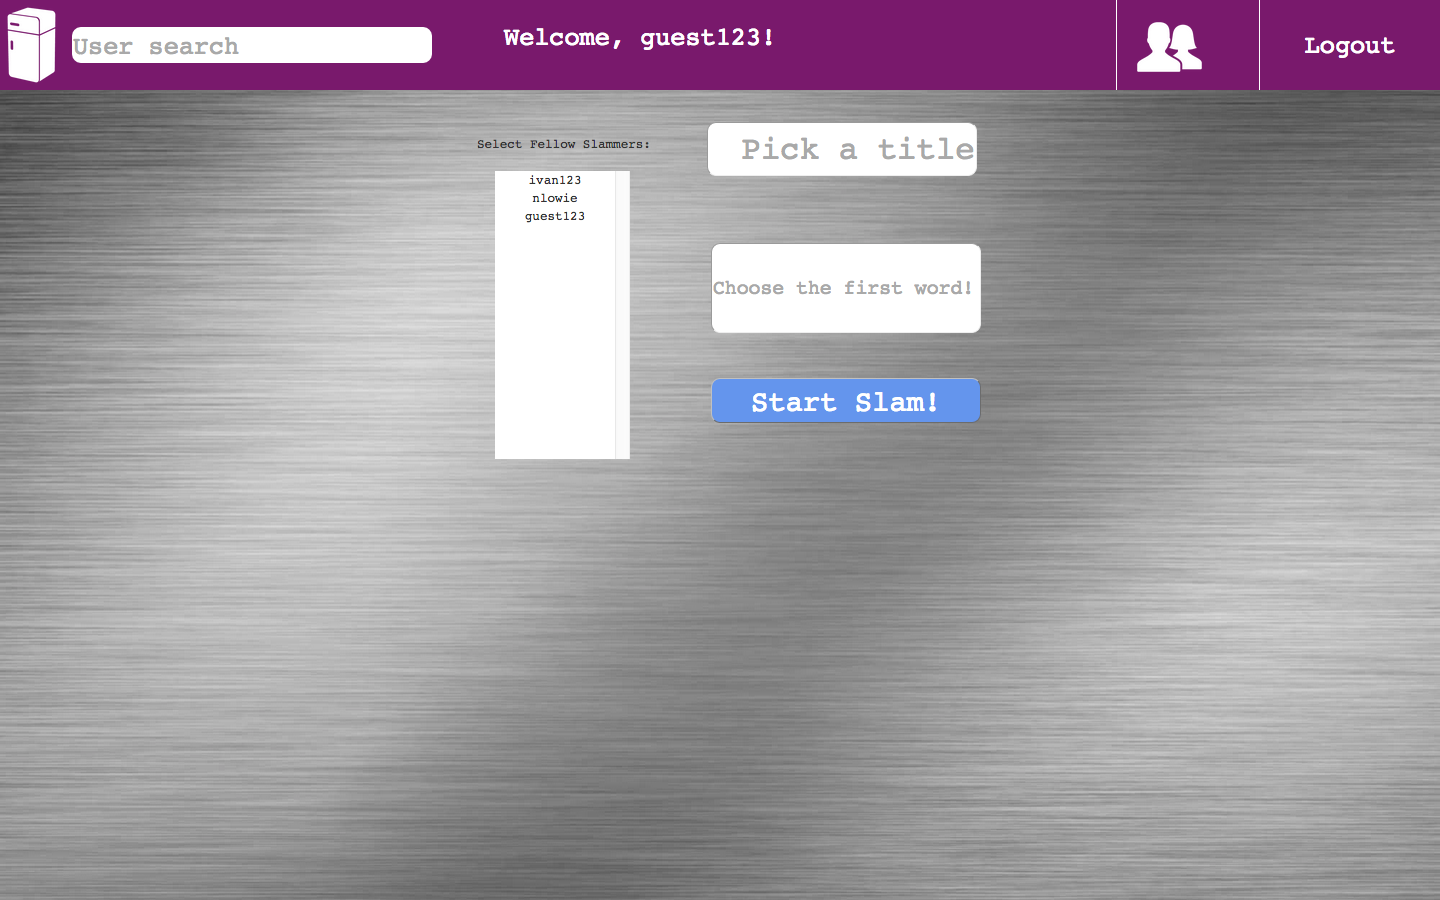 User search
Welcome, guest123!
Logout
Select Fellow Slammers:
ivan123
nlowie
guest123
Pick a title
Choose the first word!
Start Slam!